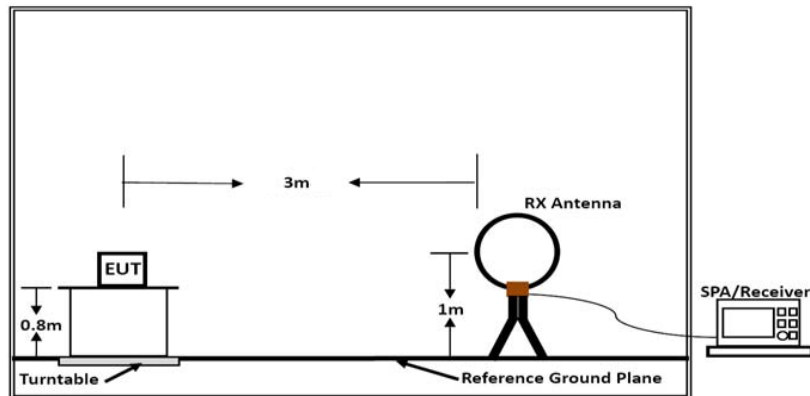 3m
RX Antenna
EUT
SPA/Receiver
0.8m
1m
Turntable
Reference Ground Plane